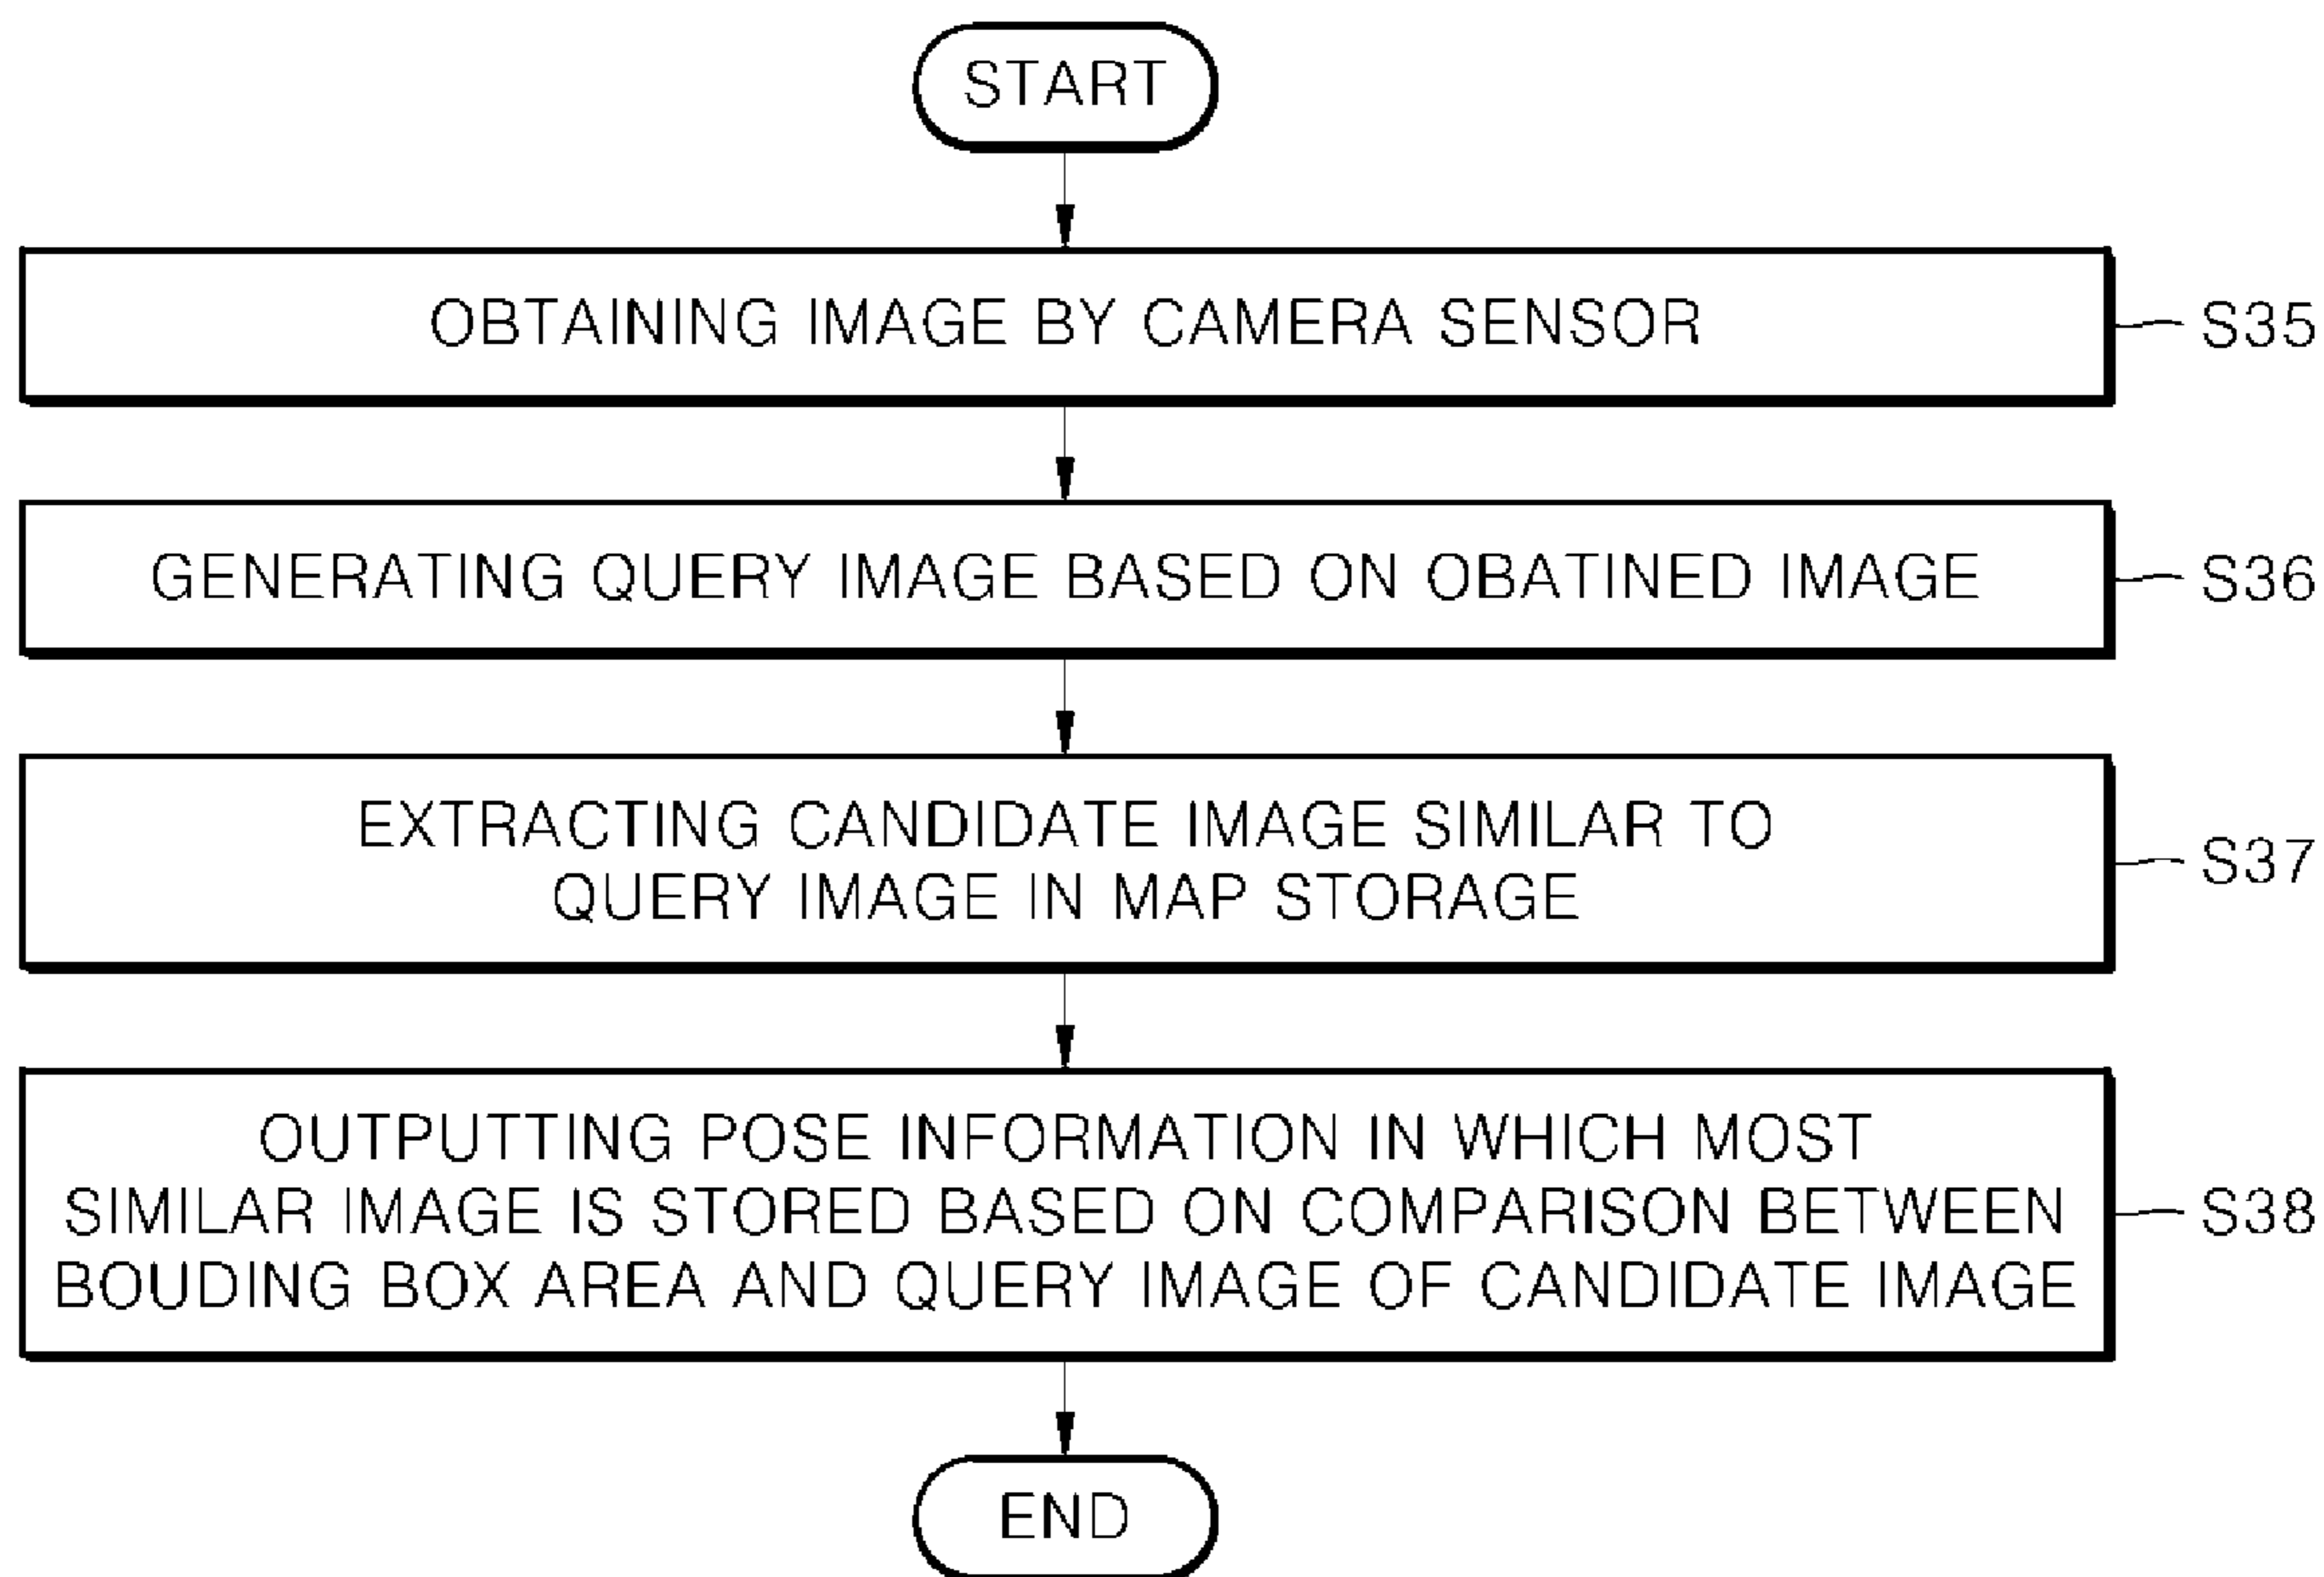 START
OBTAINING IMAGE BY CAMERA SENSOR
S35
GENERATING QUERY IMAGE BASED ON OBATINED IMAGE
S36
EXTRACTING CANDIDATE IMAGE SIMILAR TO
QUERY IMAGE IN MAP STORAGE
S37
OUTPUTTING POSE INFORMATION IN WHICH MOST
SIMILAR IMAGE IS STORED BASED ON COMPARISON BETWEEN
BOUDING BOX AREA AND QUERY IMAGE OF CANDIDATE IMAGE
S38
END